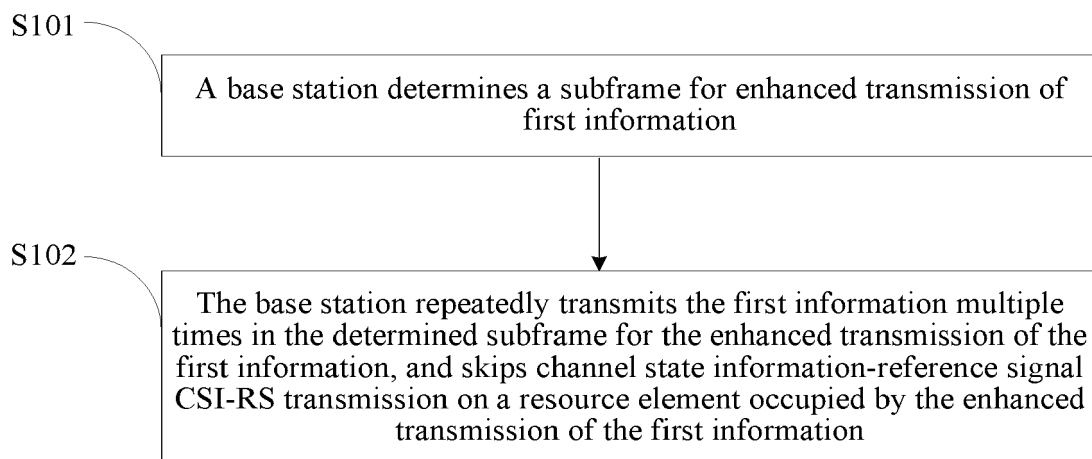 S101
A base station determines a subframe for enhanced transmission of
first information
S102
The base station repeatedly transmits the first information multiple
times in the determined subframe for the enhanced transmission of the
first information, and skips channel state information-reference signal
CSI-RS transmission on a resource element occupied by the enhanced
transmission of the first information